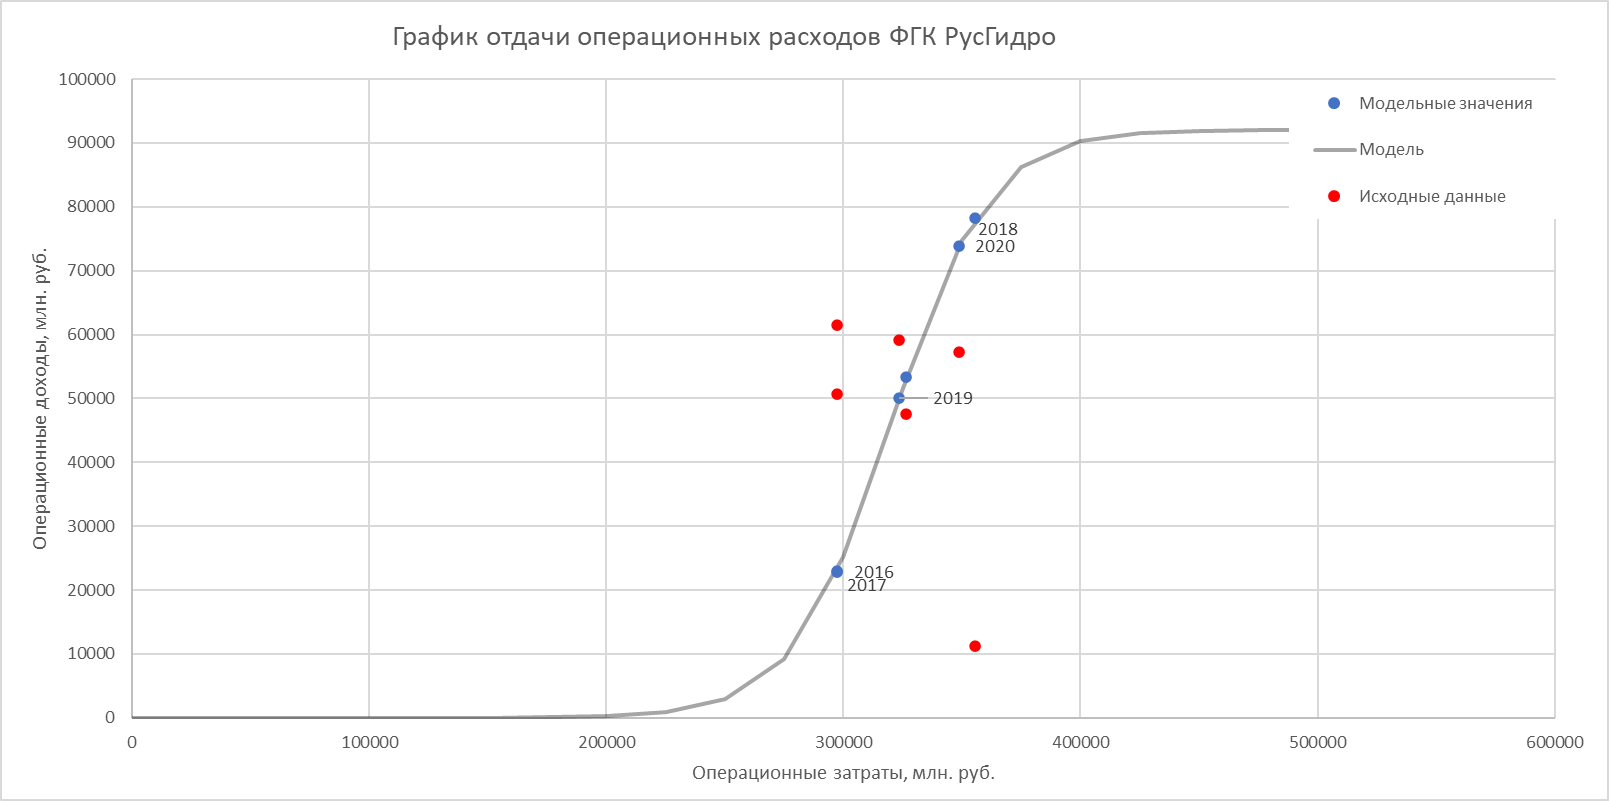 График отдачи операционных расходов ФГК РусГидро
100000
90000
80000
70000
60000
50000
40000
30000
20000
10000
0
Операционные доходы, млн. руб.
Модельные значения
Модель
Исходные данные
2018
2020
2019
2016
2017
0 100000 200000 300000 400000 500000 600000
Операционные затраты, млн. руб.